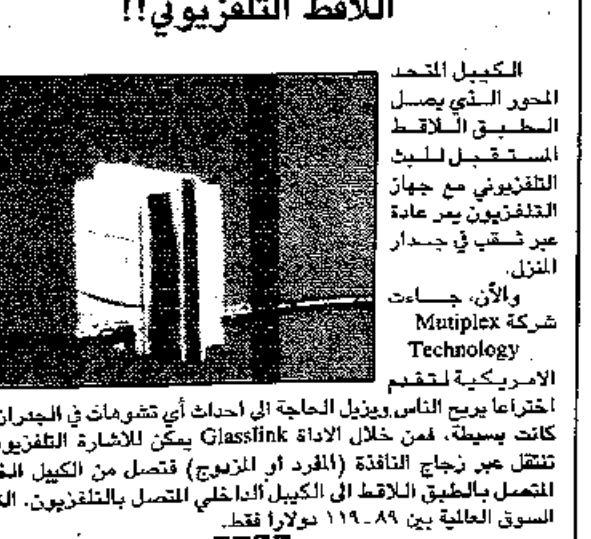 اللاقط التلفزيوني!!
الكيبل المتحد
المحور الذي يصل
الطبق اللاقط
المستقبل للبث
التلفزيوني مع جهاز
التلفزيون يمر عادة
عبر ثقب في جدار
المنزل.
والآن، جاءت
شركة Mutiplex
Technology
الامريكية لتقديم
اختراعا يريح الناس ويزيل الحاجة الى احداث أي تشوهات في الجدران
كانت بسيطة، فمن خلال الاداة Glasslink يمكن للاشارة التلفزيون
تنتقل عبر زجاج النافذة (المفرد أو المزدوج) فتصل من الكيبل
المتصل بالطبق اللاقط الى الكيبل الداخلي المتصل بالتلفزيون.
السوق العالمية بين ٨٩ ـ ١١٩ دولارا فقط.